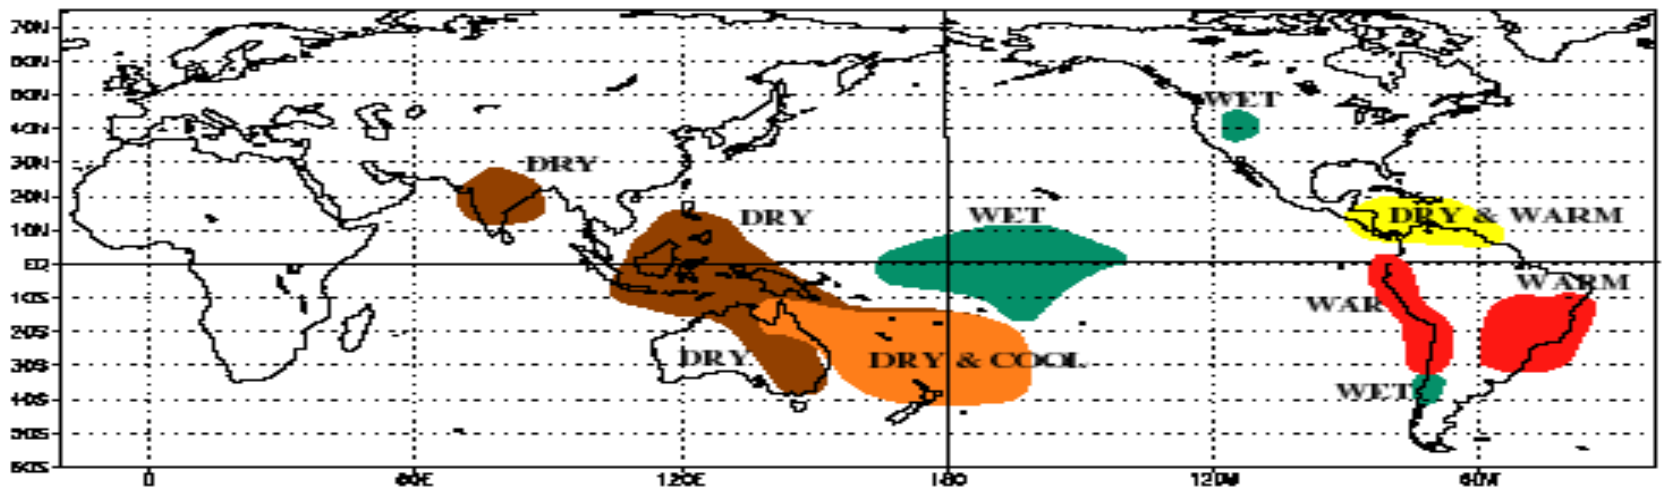 70N
60N
50N
40N
30N
20N
10N
EQ
10S
20S
30S
40S
50S
60S
0
60E
120E
180
120W
60W
WET
DRY
DRY
WET
DRY & WARM
WARM
WAR
DRY
DRY & COOL
WET